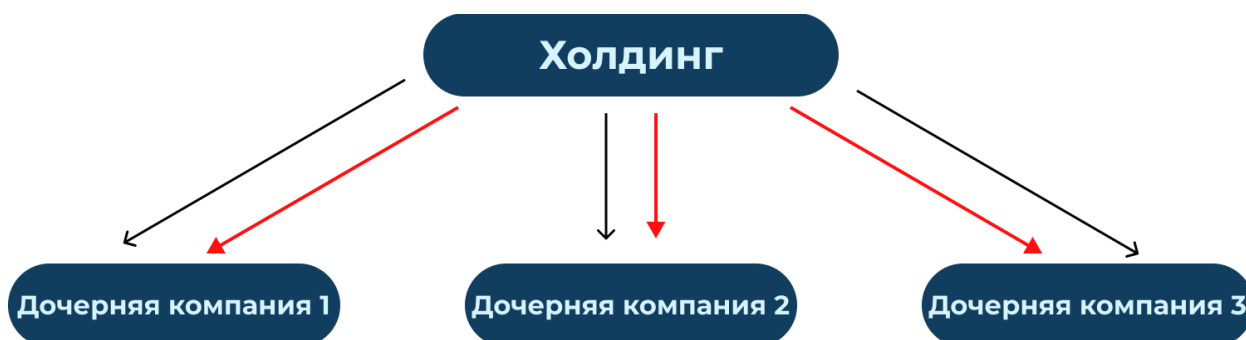 Холдинг
Дочерняя компания 1
Дочерняя компания 2
Дочерняя компания 3